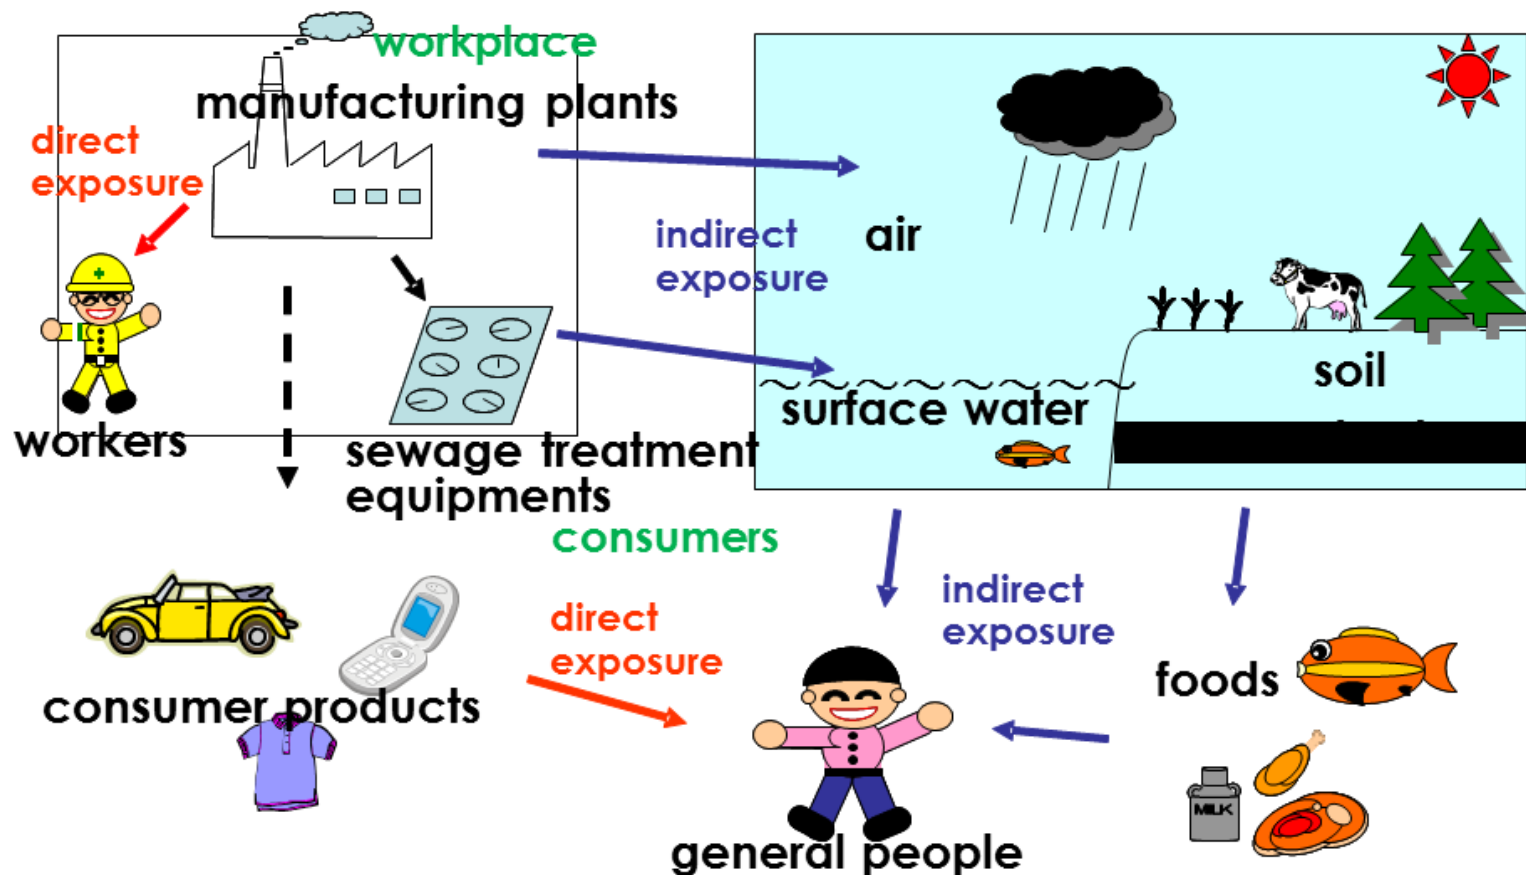 workplace
manufacturing plants
direct
exposure
indirect
exposure
air
soil
surface water
workers
sewage treatment
equipments
consumers
direct
exposure
indirect
exposure
foods
consumer products
MILK
general people